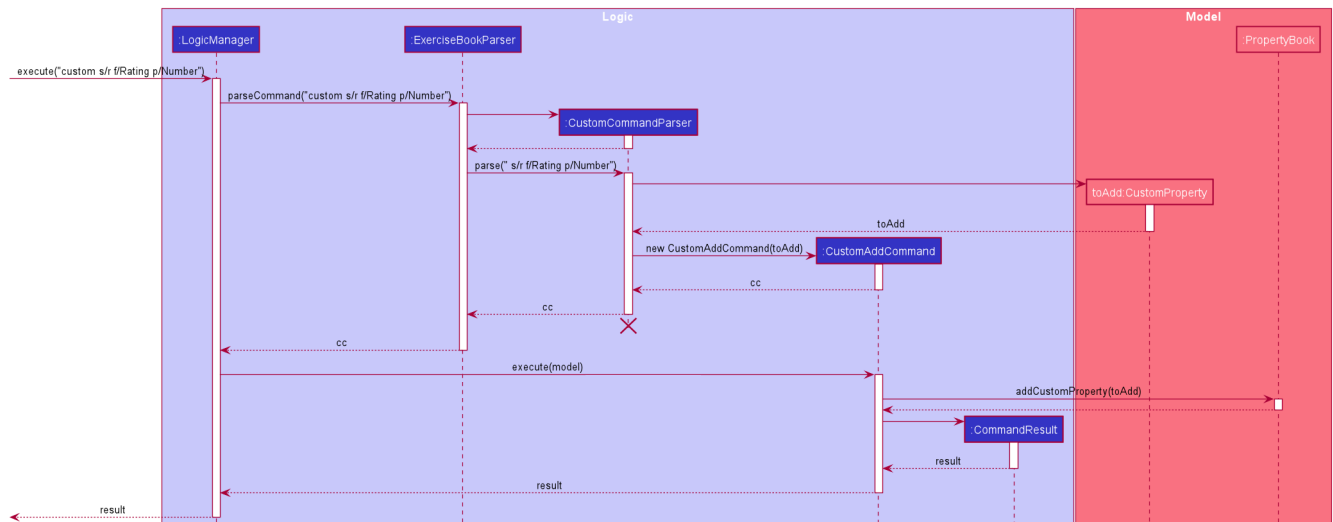 Logic
Model
:LogicManager
:ExerciseBookParser
:PropertyBook
execute("custom s/r f/Rating p/Number")
parseCommand("custom s/r f/Rating p/Number")
:CustomCommandParser
parse(" s/r f/Rating p/Number")
toAdd:CustomProperty
toAdd
new CustomAddCommand(toAdd)
:CustomAddCommand
cc
cc
cc
execute(model)
addCustomProperty(toAdd)
:CommandResult
result
result
result